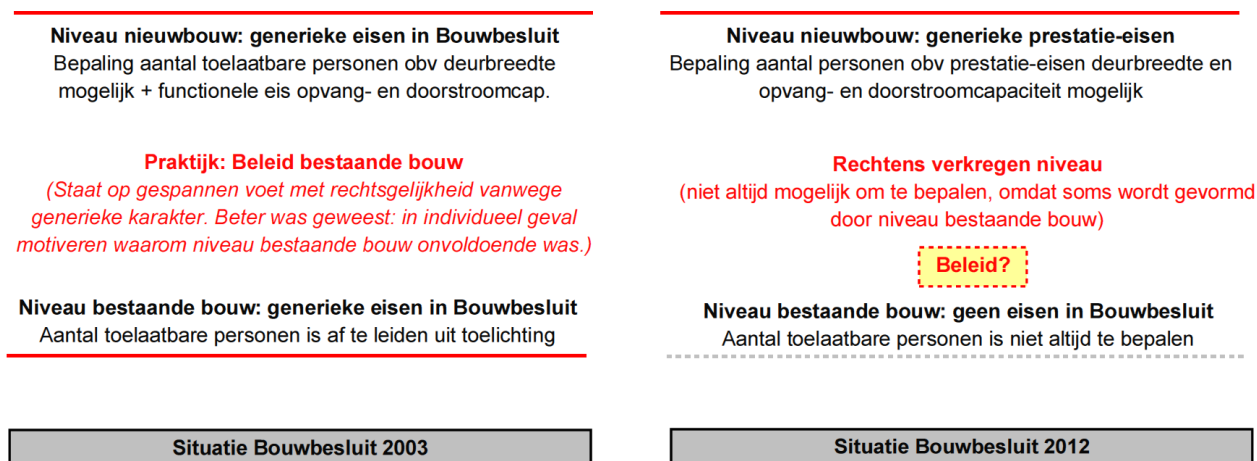 Niveau nieuwbouw: generieke eisen in Bouwbesluit
Bepaling aantal toelaatbare personen obv deurbreedte
mogelijk + functionele eis opvang- en doorstroomcap.
Praktijk: Beleid bestaande bouw
(Staat op gespannen voet met rechtsgelijkheid vanwege
generieke karakter. Beter was geweest: in individueel geval
motiveren waarom niveau bestaande bouw onvoldoende was.)
Niveau bestaande bouw: generieke eisen in Bouwbesluit
Aantal toelaatbare personen is af te leiden uit toelichting
Situatie Bouwbesluit 2003
Niveau nieuwbouw: generieke prestatie-eisen
Bepaling aantal personen obv prestatie-eisen deurbreedte en
opvang- en doorstroomcapaciteit mogelijk
Rechtens verkregen niveau
(niet altijd mogelijk om te bepalen, omdat soms wordt gevormd
door niveau bestaande bouw)
Beleid?
Niveau bestaande bouw: geen eisen in Bouwbesluit
Aantal toelaatbare personen is niet altijd te bepalen
Situatie Bouwbesluit 2012